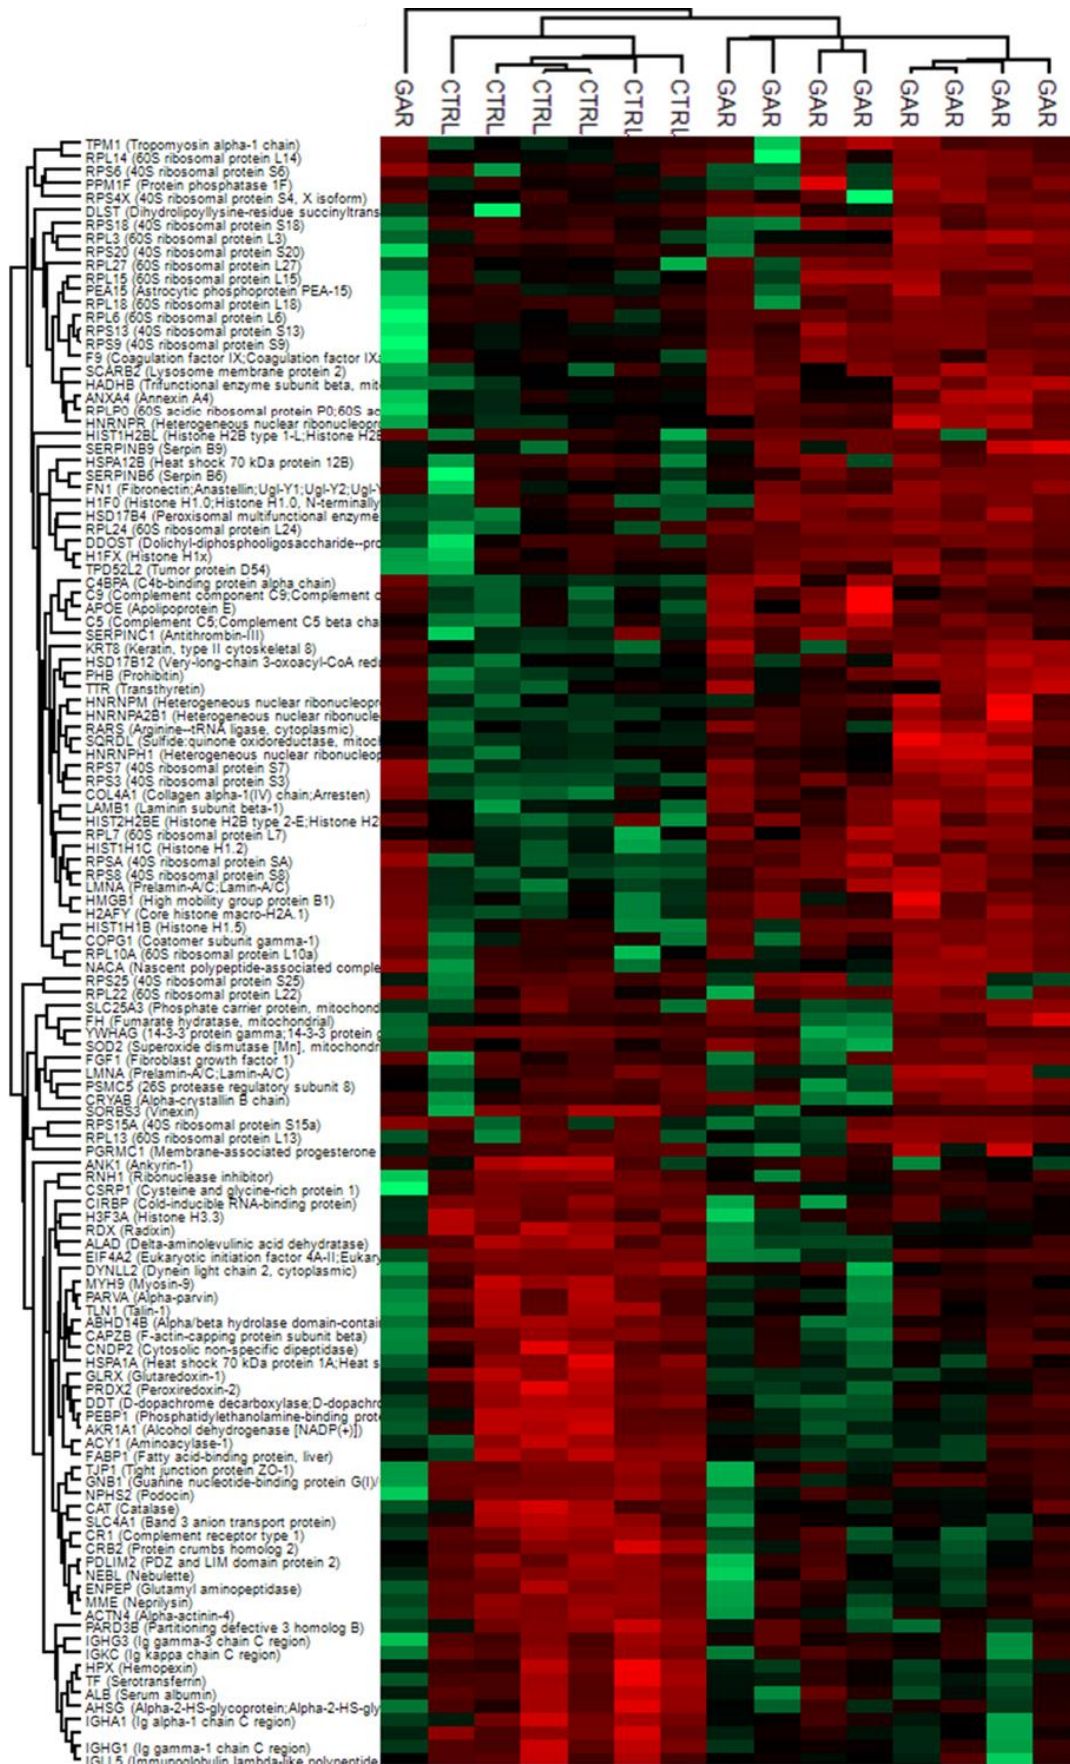 GAR
CTRL
CTRL
CTRL
CTRL
CTRL
CTRL
GAR
GAR
GAR
GAR
GAR
GAR
GAR
GAR
TPM1 (Tropomyosin alpha-1 chain)
RPL14 (60S ribosomal protein L14)
RPS6 (40S ribosomal protein S6)
PPM1F (Protein phosphatase 1F)
RPS4X (40S ribosomal protein S4, X isoform)
DLST (Dihydrolipoyllysine-residue succinyltrans
RPS18 (40S ribosomal protein S18)
RPL3 (60S ribosomal protein L3)
RPS20 (40S ribosomal protein S20)
RPL27 (60S ribosomal protein L27)
RPL15 (60S ribosomal protein L15)
PEA15 (Astrocytic phosphoprotein PEA-15)
RPL18 (60S ribosomal protein L18)
RPL6 (60S ribosomal protein L6)
RPS13 (40S ribosomal protein S13)
RPS9 (40S ribosomal protein S9)
F9 (Coagulation factor IX;Coagulation factor IXa
SCARB2 (Lysosome membrane protein 2)
HADHB (Trifunctional enzyme subunit beta, mito
ANXA4 (Annexin A4)
RPLP0 (60S acidic ribosomal protein P0;60S ac
HNRNPR (Heterogeneous nuclear ribonucleopro
HIST1H2BL (Histone H2B type 1-L;Histone H2B
SERPINB9 (Serpin B9)
HSPA12B (Heat shock 70 kDa protein 12B)
SERPINB6 (Serpin B6)
FN1 (Fibronectin;Anastellin;Ugl-Y1;Ugl-Y2;Ugl-Y
H1F0 (Histone H1.0;Histone H1.0, N-terminally
HSD17B4 (Peroxisomal multifunctional enzyme
RPL24 (60S ribosomal protein L24)
DDOST (Dolichyl-diphosphooligosaccharide--pro
H1FX (Histone H1x)
TPD52L2 (Tumor protein D54)
C4BPA (C4b-binding protein alpha chain)
C9 (Complement component C9;Complement c
APOE (Apolipoprotein E)
C5 (Complement C5;Complement C5 beta cha
SERPINC1 (Antithrombin-III)
KRT8 (Keratin, type II cytoskeletal 8)
HSD17B12 (Very-long-chain 3-oxoacyl-CoA redu
PHB (Prohibitin)
TTR (Transthyretin)
HNRNPM (Heterogeneous nuclear ribonucleopro
HNRNPA2B1 (Heterogeneous nuclear ribonucle
RARS (Arginine--tRNA ligase, cytoplasmic)
SQRDL (Sulfide:quinone oxidoreductase, mitoch
HNRNPH1 (Heterogeneous nuclear ribonucleop
RPS7 (40S ribosomal protein S7)
RPS3 (40S ribosomal protein S3)
COL4A1 (Collagen alpha-1(IV) chain;Arresten)
LAMB1 (Laminin subunit beta-1)
HIST2H2BE (Histone H2B type 2-E;Histone H2
RPL7 (60S ribosomal protein L7)
HIST1H1C (Histone H1.2)
RPSA (40S ribosomal protein SA)
RPS8 (40S ribosomal protein S8)
LMNA (Prelamin-A/C;Lamin-A/C)
HMGB1 (High mobility group protein B1)
H2AFY (Core histone macro-H2A.1)
HIST1H1B (Histone H1.5)
COPG1 (Coatomer subunit gamma-1)
RPL10A (60S ribosomal protein L10a)
NACA (Nascent polypeptide-associated comple
RPS25 (40S ribosomal protein S25)
RPL22 (60S ribosomal protein L22)
SLC25A3 (Phosphate carrier protein, mitochond
FH (Fumarate hydratase, mitochondrial)
YWHAG (14-3-3 protein gamma;14-3-3 protein g
SOD2 (Superoxide dismutase [Mn], mitochondr
FGF1 (Fibroblast growth factor 1)
LMNA (Prelamin-A/C;Lamin-A/C)
PSMC5 (26S protease regulatory subunit 8)
CRYAB (Alpha-crystallin B chain)
SORBS3 (Vinexin)
RPS15A (40S ribosomal protein S15a)
RPL13 (60S ribosomal protein L13)
PGRMC1 (Membrane-associated progesterone
ANK1 (Ankyrin-1)
RNH1 (Ribonuclease inhibitor)
CSRP1 (Cysteine and glycine-rich protein 1)
CIRBP (Cold-inducible RNA-binding protein)
H3F3A (Histone H3.3)
RDX (Radixin)
ALAD (Delta-aminolevulinic acid dehydratase)
EIF4A2 (Eukaryotic initiation factor 4A-II;Eukary
DYNLL2 (Dynein light chain 2, cytoplasmic)
MYH9 (Myosin-9)
PARVA (Alpha-parvin)
TLN1 (Talin-1)
ABHD14B (Alpha/beta hydrolase domain-contai
CAPZB (F-actin-capping protein subunit beta)
CNDP2 (Cytosolic non-specific dipeptidase)
HSPA1A (Heat shock 70 kDa protein 1A;Heat s
GLRX (Glutaredoxin-1)
PRDX2 (Peroxiredoxin-2)
DDT (D-dopachrome decarboxylase;D-dopachro
PEBP1 (Phosphatidylethanolamine-binding prote
AKR1A1 (Alcohol dehydrogenase [NADP(+)])
ACY1 (Aminoacylase-1)
FABP1 (Fatty acid-binding protein, liver)
TJP1 (Tight junction protein ZO-1)
GNB1 (Guanine nucleotide-binding protein G(I)/
NPHS2 (Podocin)
CAT (Catalase)
SLC4A1 (Band 3 anion transport protein)
CR1 (Complement receptor type 1)
CRB2 (Protein crumbs homolog 2)
PDLIM2 (PDZ and LIM domain protein 2)
NEBL (Nebulette)
ENPEP (Glutamyl aminopeptidase)
MME (Neprilysin)
ACTN4 (Alpha-actinin-4)
PARD3B (Partitioning defective 3 homolog B)
IGHG3 (Ig gamma-3 chain C region)
IGKC (Ig kappa chain C region)
HPX (Hemopexin)
TF (Serotransferrin)
ALB (Serum albumin)
AHSG (Alpha-2-HS-glycoprotein;Alpha-2-HS-gly
IGHA1 (Ig alpha-1 chain C region)
IGHG1 (Ig gamma-1 chain C region)
IGLL5 (Immunoglobulin lambda-like polypeptide